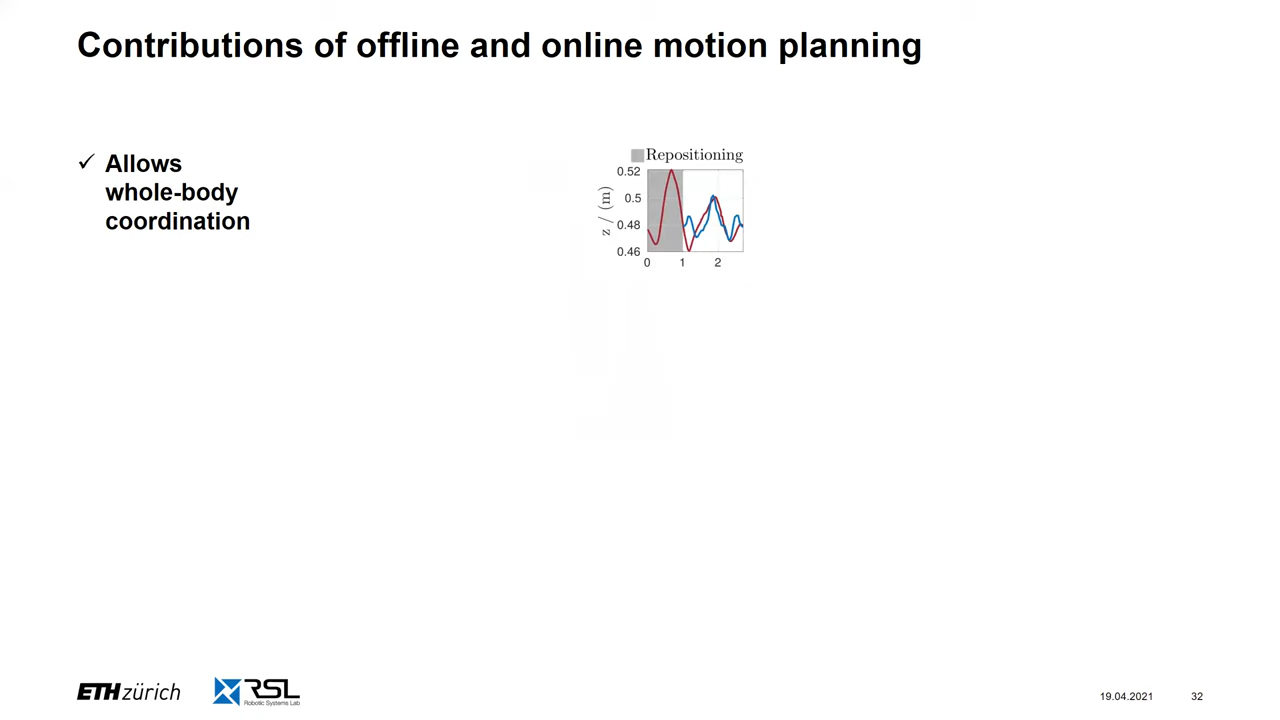 Contributions of offline and online motion planning
✓ Allows
whole-body
coordination
Repositioning
z / (m)
0.52
0.5
0.48
0.46
0 1 2
ETH zürich
RSL
Robotic Systems Lab
19.04.2021
32